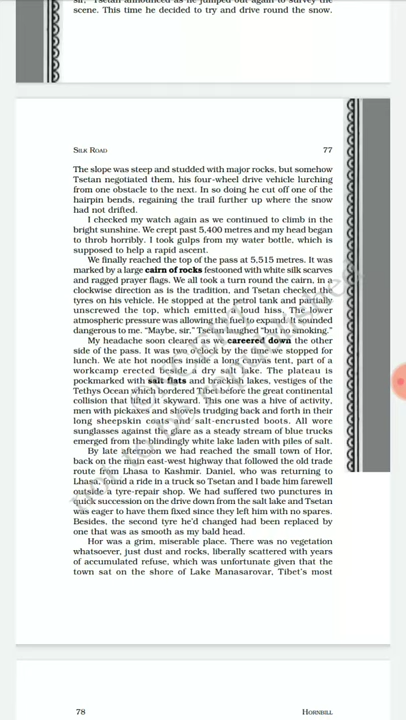 sir," Tsetan announced as he jumped out again to survey the
scene. This time he decided to try and drive round the snow.
SILK ROAD
77
The slope was steep and studded with major rocks, but somehow
Tsetan negotiated them, his four-wheel drive vehicle lurching
from one obstacle to the next. In so doing he cut off one of the
hairpin bends, regaining the trail further up where the snow
had not drifted.
I checked my watch again as we continued to climb in the
bright sunshine. We crept past 5,400 metres and my head began
to throb horribly. I took gulps from my water bottle, which is
supposed to help a rapid ascent.
We finally reached the top of the pass at 5,515 metres. It was
marked by a large cairn of rocks festooned with white silk scarves
and ragged prayer flags. We all took a turn round the cairn, in a
clockwise direction as is the tradition, and Tsetan checked the
tyres on his vehicle. He stopped at the petrol tank and partially
unscrewed the top, which emitted a loud hiss. The lower
atmospheric pressure was allowing the fuel to expand. It sounded
dangerous to me. "Maybe, sir," Tsetan laughed "but no smoking."
My headache soon cleared as we careered down the other
side of the pass. It was two o'clock by the time we stopped for
lunch. We ate hot noodles inside a long canvas tent, part of a
workcamp erected beside a dry salt lake. The plateau is
pockmarked with salt flats and brackish lakes, vestiges of the
Tethys Ocean which bordered Tibet before the great continental
collision that lifted it skyward. This one was a hive of activity,
men with pickaxes and shovels trudging back and forth in their
long sheepskin coats and salt-encrusted boots. All wore
sunglasses against the glare as a steady stream of blue trucks
emerged from the blindingly white lake laden with piles of salt.
By late afternoon we had reached the small town of Hor,
back on the main east-west highway that followed the old trade
route from Lhasa to Kashmir. Daniel, who was returning to
Lhasa, found a ride in a truck so Tsetan and I bade him farewell
outside a tyre-repair shop. We had suffered two punctures in
quick succession on the drive down from the salt lake and Tsetan
was eager to have them fixed since they left him with no spares.
Besides, the second tyre he'd changed had been replaced by
one that was as smooth as my bald head.
Hor was a grim, miserable place. There was no vegetation
whatsoever, just dust and rocks, liberally scattered with years
of accumulated refuse, which was unfortunate given that the
town sat on the shore of Lake Manasarovar, Tibet's most
78
HORNBILL